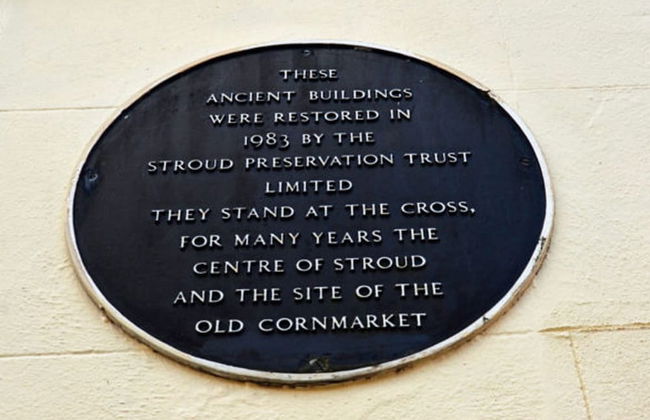 THESE
ANCIENT BUILDINGS
WERE RESTORED IN
1983 BY THE
STROUD PRESERVATION TRUST
LIMITED
THEY STAND AT THE CROSS,
FOR MANY YEARS THE
CENTRE OF STROUD
AND THE SITE OF THE
OLD CORNMARKET